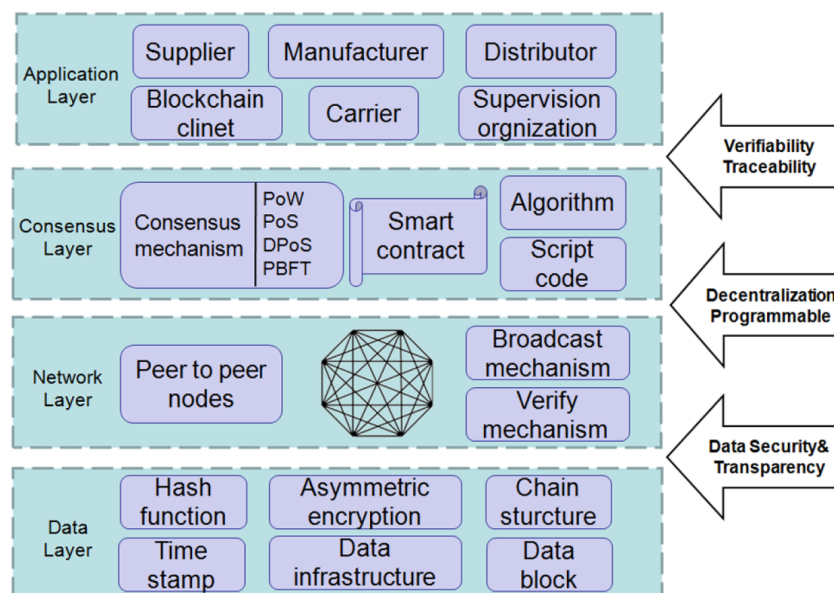 Application
Layer
Supplier
Manufacturer
Distributor
Blockchain
clinet
Carrier
Supervision
orgnization
Verifiability
Traceability
Consensus
Layer
Consensus
mechanism
PoW
PoS
DPoS
PBFT
Smart
contract
Algorithm
Script
code
Decentralization
Programmable
Network
Layer
Peer to peer
nodes
Broadcast
mechanism
Verify
mechanism
Data Security&
Transparency
Data
Layer
Hash
function
Asymmetric
encryption
Chain
sturcture
Time
stamp
Data
infrastructure
Data
block